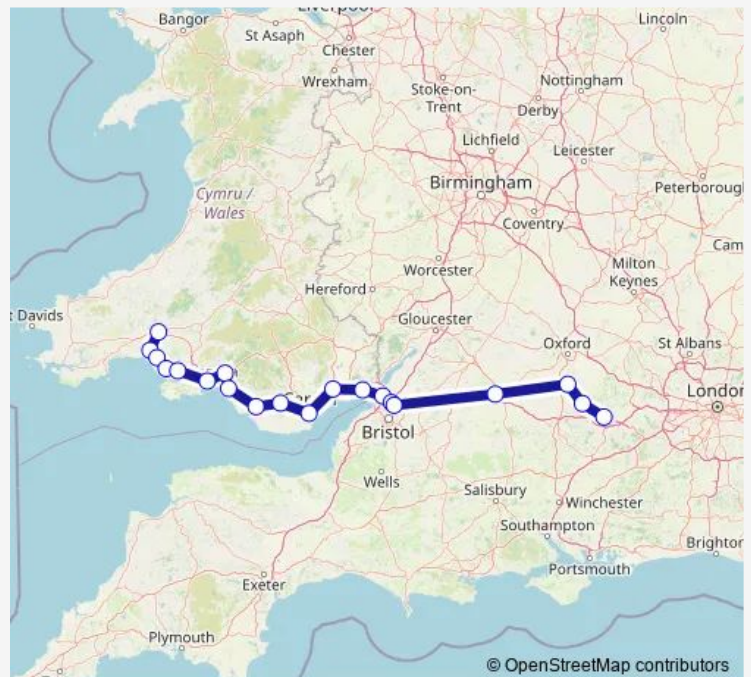 Liverpool
Bangor
St Asaph
Chester
Lincoln
Wrexham
Stoke-on-
Trent
Nottingham
Derby
Lichfield
Leicester
Birmingham
Peterboroug
Cymru /
Wales
Coventry
Cam
Worcester
Milton
Keynes
Hereford
t Davids
Gloucester
Oxford
St Albans
London
Bristol
Wells
Salisbury
Winchester
Southampton
Brightor
Portsmouth
Exeter
Plymouth
© OpenStreetMap contributors